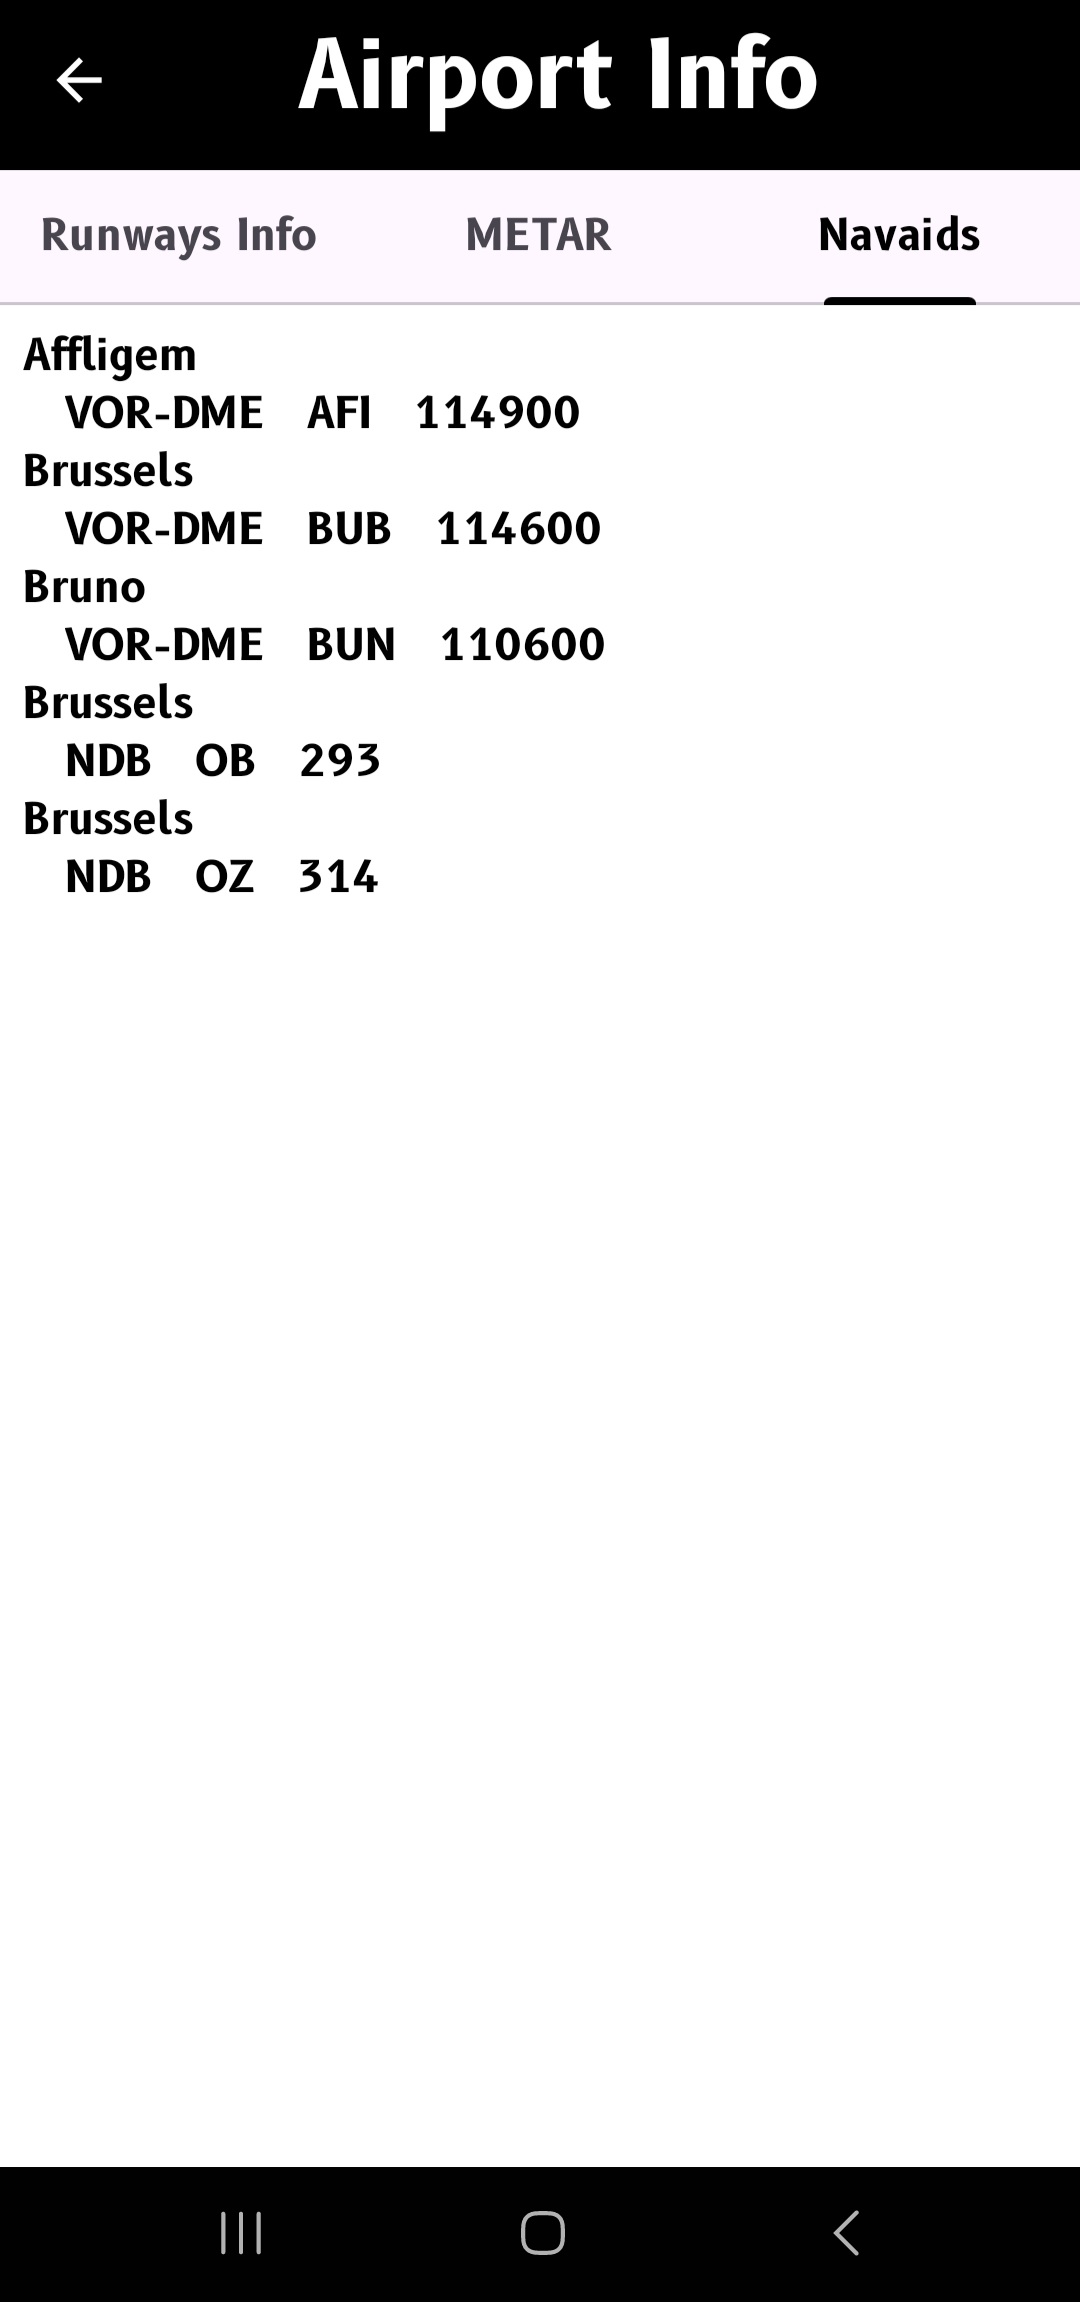 Airport Info
Runways Info METAR Navaids
Affligem
VOR-DME AFI 114900
Brussels
VOR-DME BUB 114600
Bruno
VOR-DME BUN 110600
Brussels
NDB OB 293
Brussels
NDB OZ 314